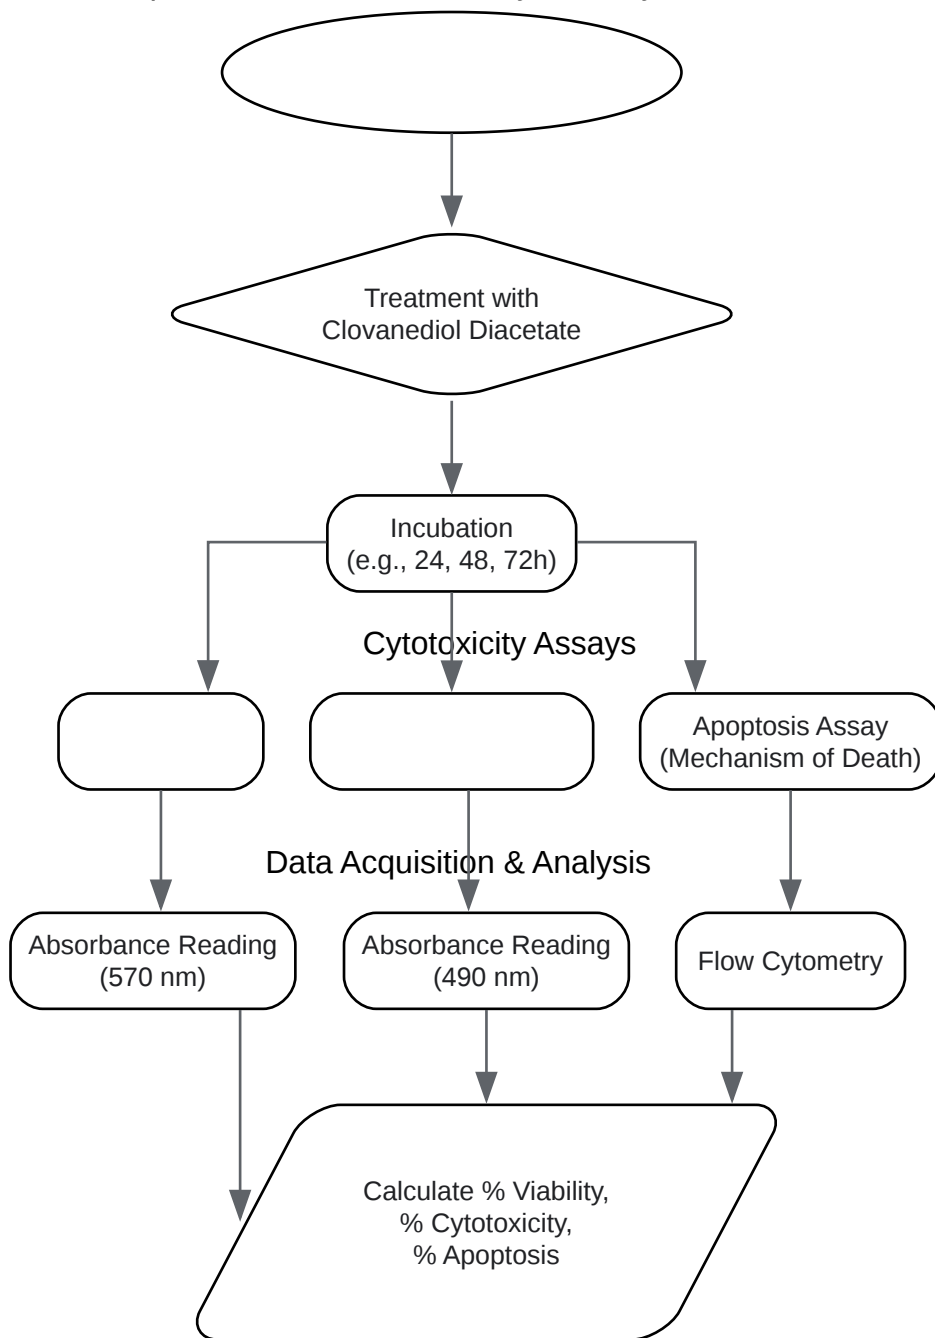 Treatment with
Clovanediol Diacetate
Incubation
(e.g., 24, 48, 72h)
Cytotoxicity Assays
Apoptosis Assay
(Mechanism of Death)
Data Acquisition & Analysis
Absorbance Reading
(570 nm)
Absorbance Reading
(490 nm)
Flow Cytometry
Calculate % Viability,
% Cytotoxicity,
% Apoptosis